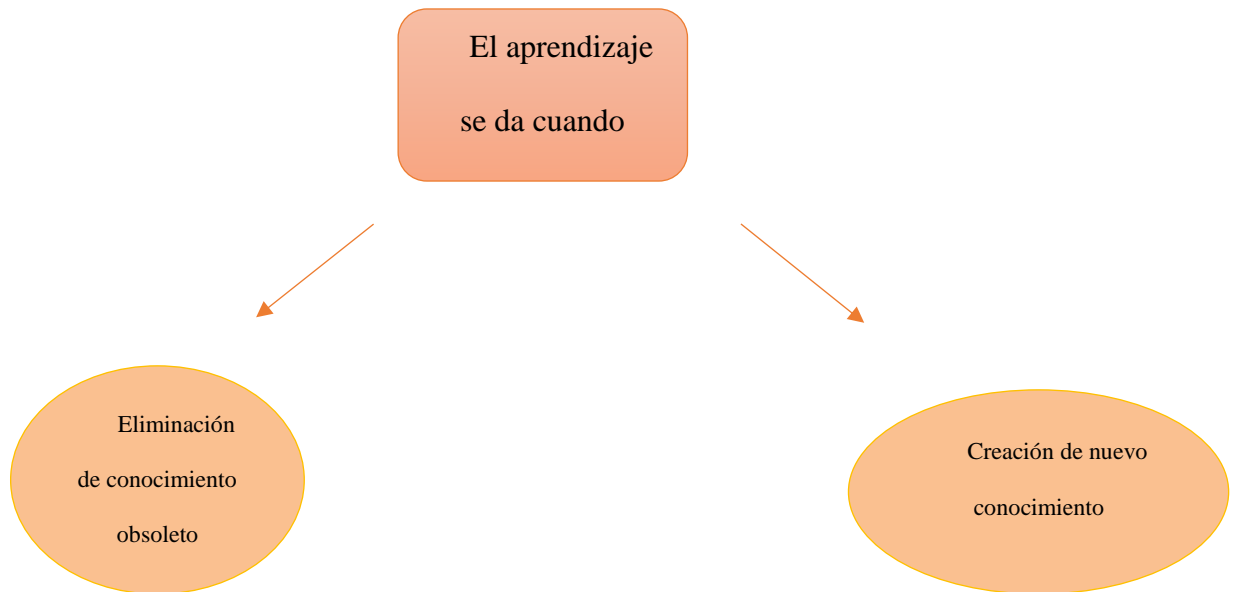 El aprendizaje
se da cuando
Eliminación
de conocimiento
obsoleto
Creación de nuevo
conocimiento